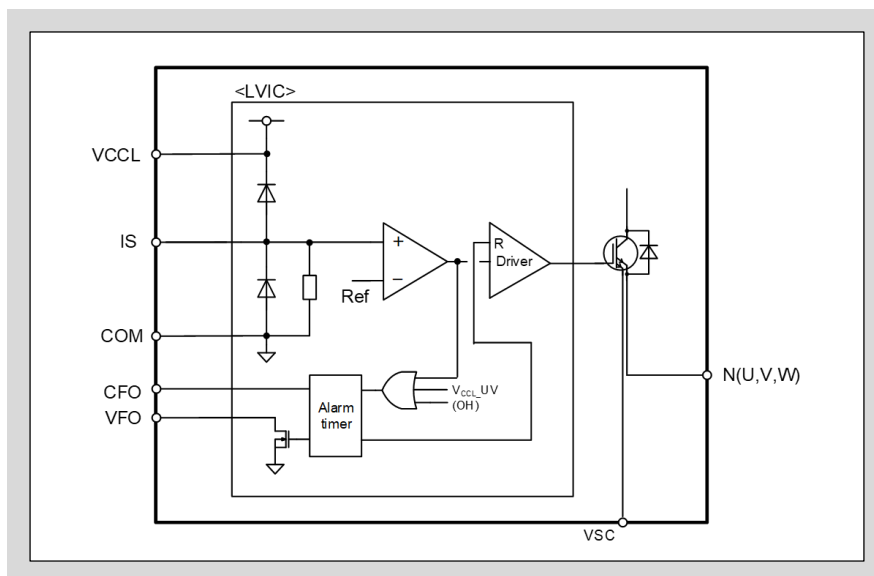 <LVIC>
VCCL
IS
COM
CFO
VFO
+
−
Ref
R
Driver
Alarm
timer
VCCL_UV
(OH)
N(U,V,W)
VSC